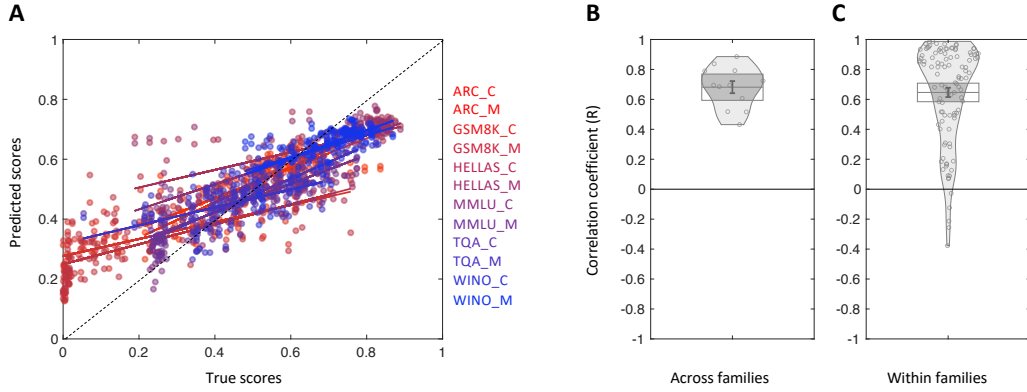 A
B
C
Predicted scores
1
0.8
0.6
0.4
0.2
0
0
0.2
0.4
0.6
0.8
1
True scores
ARC_C
ARC_M
GSM8K_C
GSM8K_M
HELLAS_C
HELLAS_M
MMLU_C
MMLU_M
TQA_C
TQA_M
WINO_C
WINO_M
Correlation coefficient (R)
1
0.8
0.6
0.4
0.2
0
-0.2
-0.4
-0.6
-0.8
-1
Across families
1
0.8
0.6
0.4
0.2
0
-0.2
-0.4
-0.6
-0.8
-1
Within families